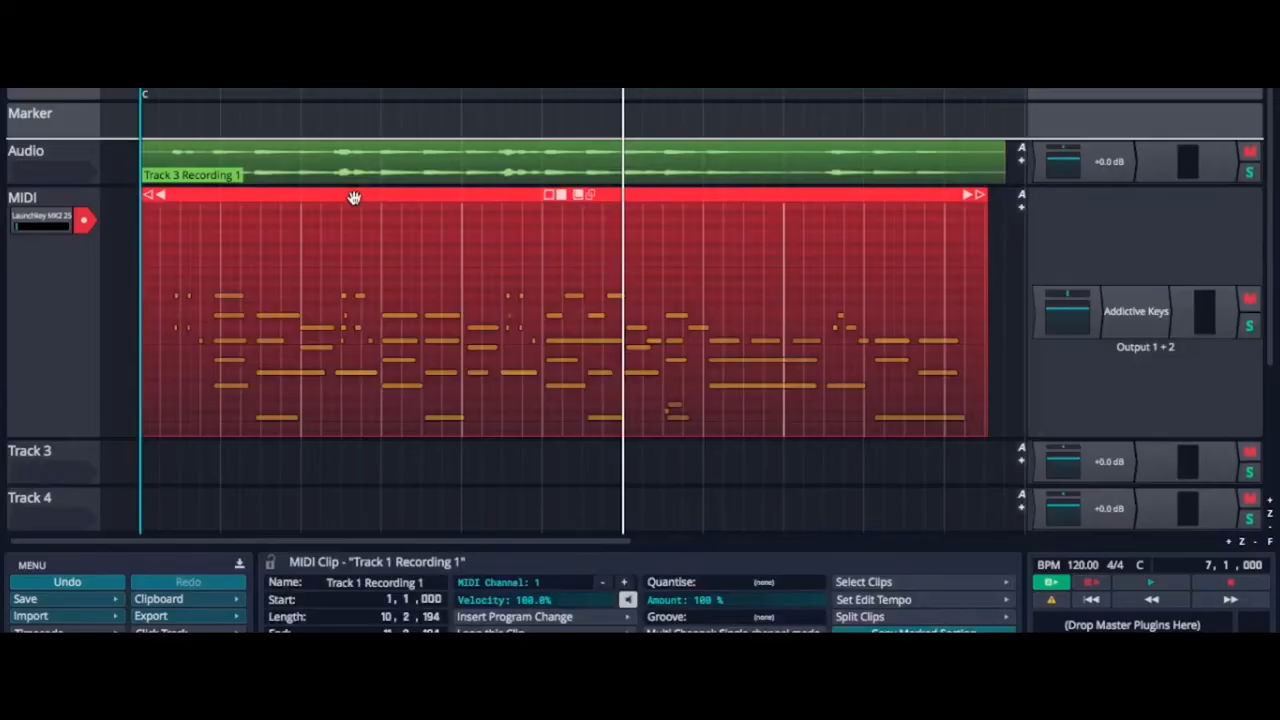 C
Marker
Audio
Track 3 Recording 1
A
+0.0 dB
M
S
MIDI
Launchkey MK2 25
A
Addictive Keys
M
S
Output 1 + 2
Track 3
A
+0.0 dB
M
S
Track 4
A
+0.0 dB
M
S
+ Z -
+ Z - F
MENU
MIDI Clip - "Track 1 Recording 1"
BPM 120.00 4/4 C 7, 1, 000
Undo Redo
Name: Track 1 Recording 1 MIDI Channel: 1 - + Quantise: (none) Select Clips
Save Clipboard
Start: 1, 1, 000 Velocity: 100.0% Amount: 100 % Set Edit Tempo
Import Export
Length: 10, 2, 194 Insert Program Change Groove: (none) Split Clips
(Drop Master Plugins Here)